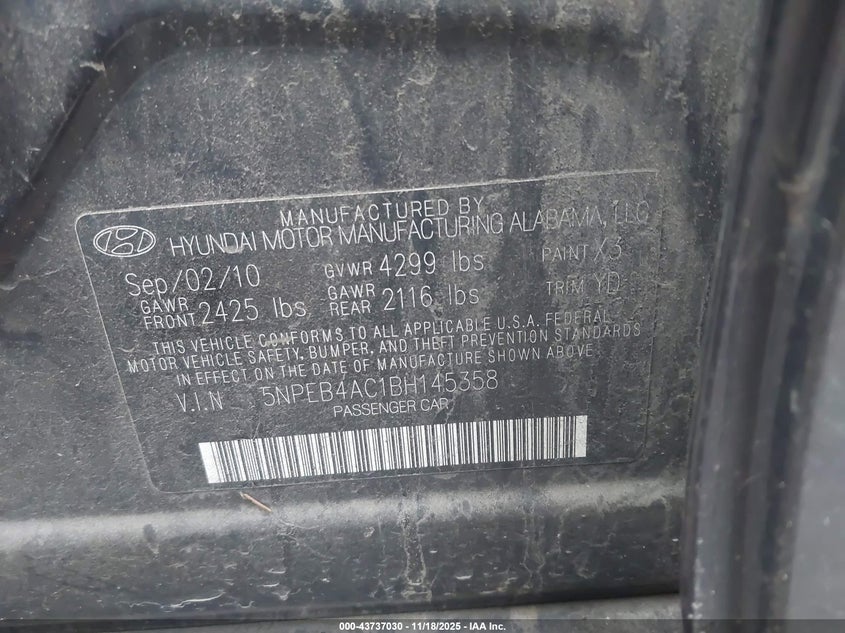 MANUFACTURED BY
HYUNDAI MOTOR MANUFACTURING ALABAMA, LLC
Sep/02/10 GVWR 4299 lbs PAINT X3
GAWR FRONT 2425 lbs GAWR REAR 2116 lbs TRIM YD
THIS VEHICLE CONFORMS TO ALL APPLICABLE U.S.A. FEDERAL
MOTOR VEHICLE SAFETY, BUMPER, AND THEFT PREVENTION STANDARDS
IN EFFECT ON THE DATE OF MANUFACTURE SHOWN ABOVE.
V.I.N 5NPEB4AC1BH145358
PASSENGER CAR
000-43737030 - 11/18/2025 - IAA Inc.